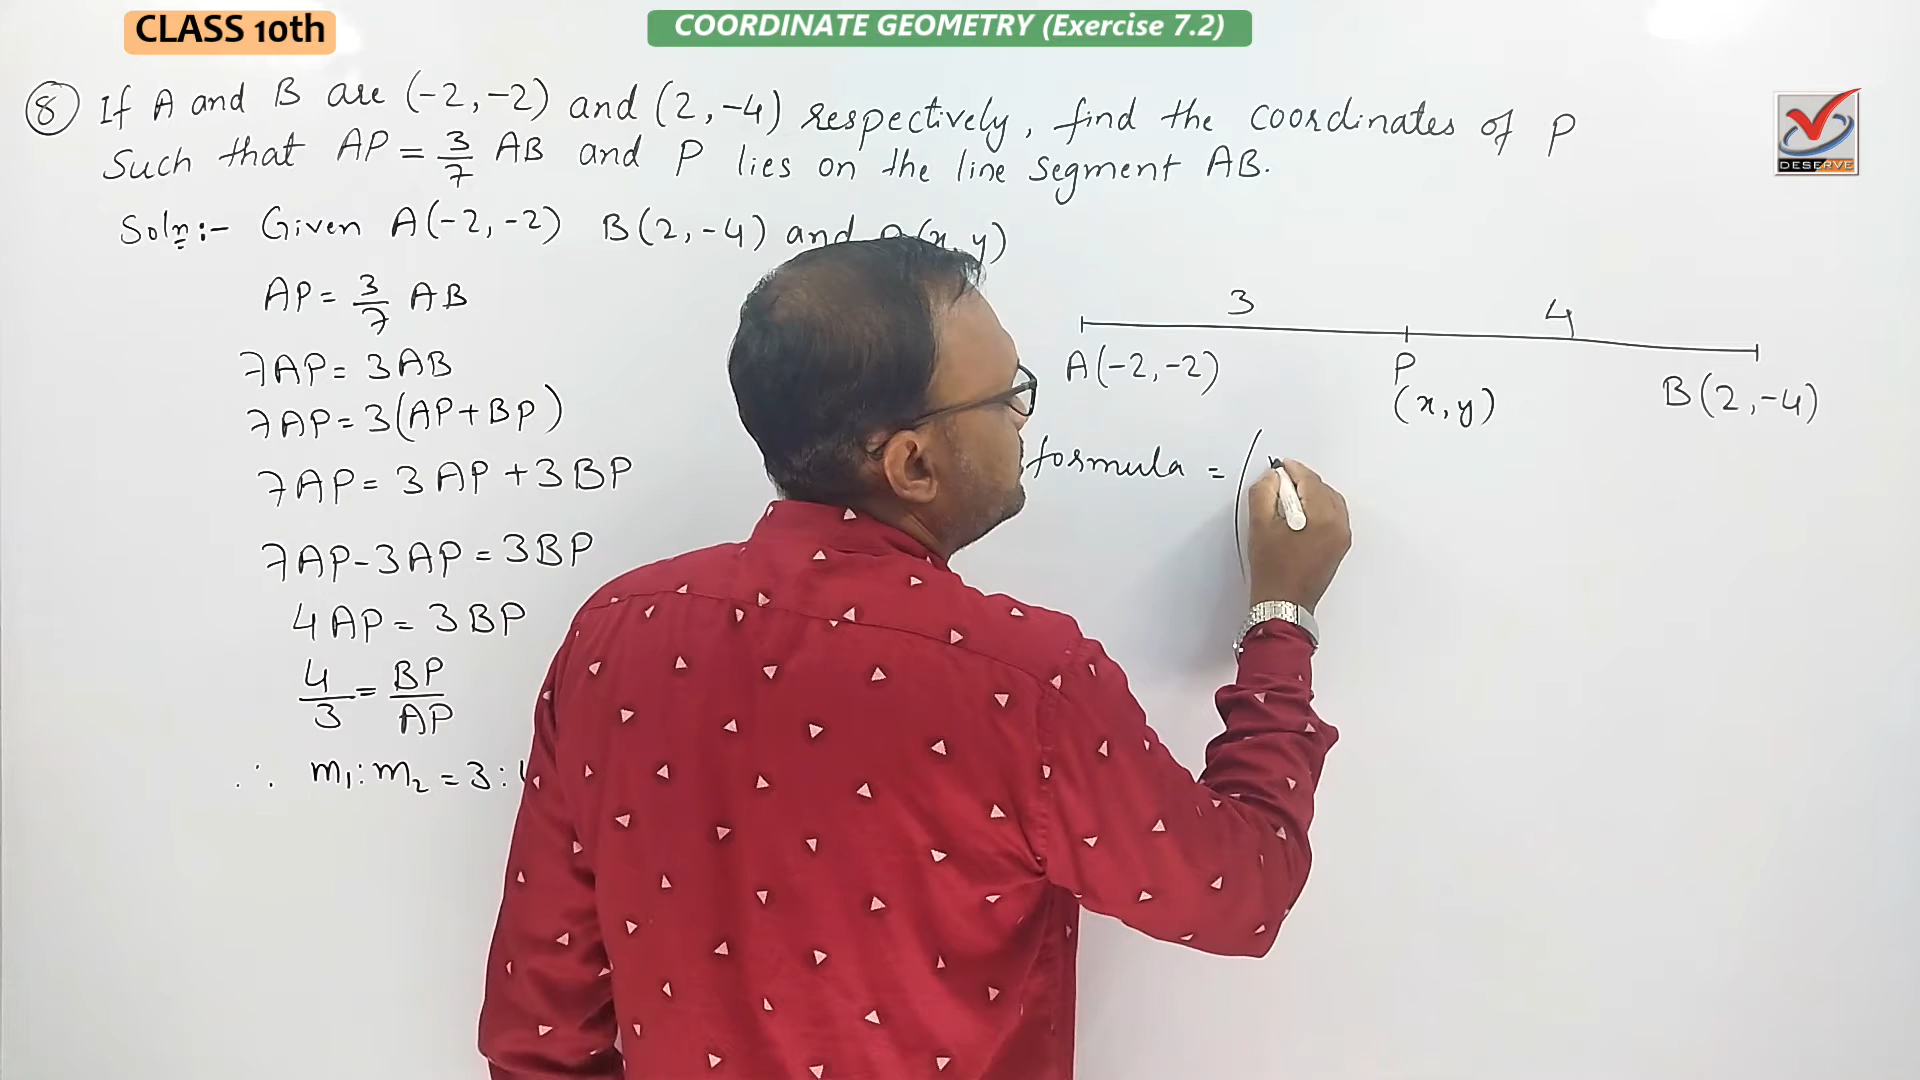 CLASS 10th
COORDINATE GEOMETRY (Exercise 7.2)
⑧ If A and B are (-2,-2) and (2,-4) respectively, find the coordinates of P
Such that AP = 3/7 AB and P lies on the line segment AB.
DESERVE
Soln:- Given A(-2,-2) B(2,-4) and (x,y)
AP = 3/7 AB
7AP = 3AB
7AP = 3(AP+BP)
7AP = 3AP + 3BP
7AP-3AP = 3BP
4AP = 3BP
4/3 = BP/AP
∴ m₁:m₂ = 3:
3 4
A(-2,-2) P B(2,-4)
(x,y)
formula = (